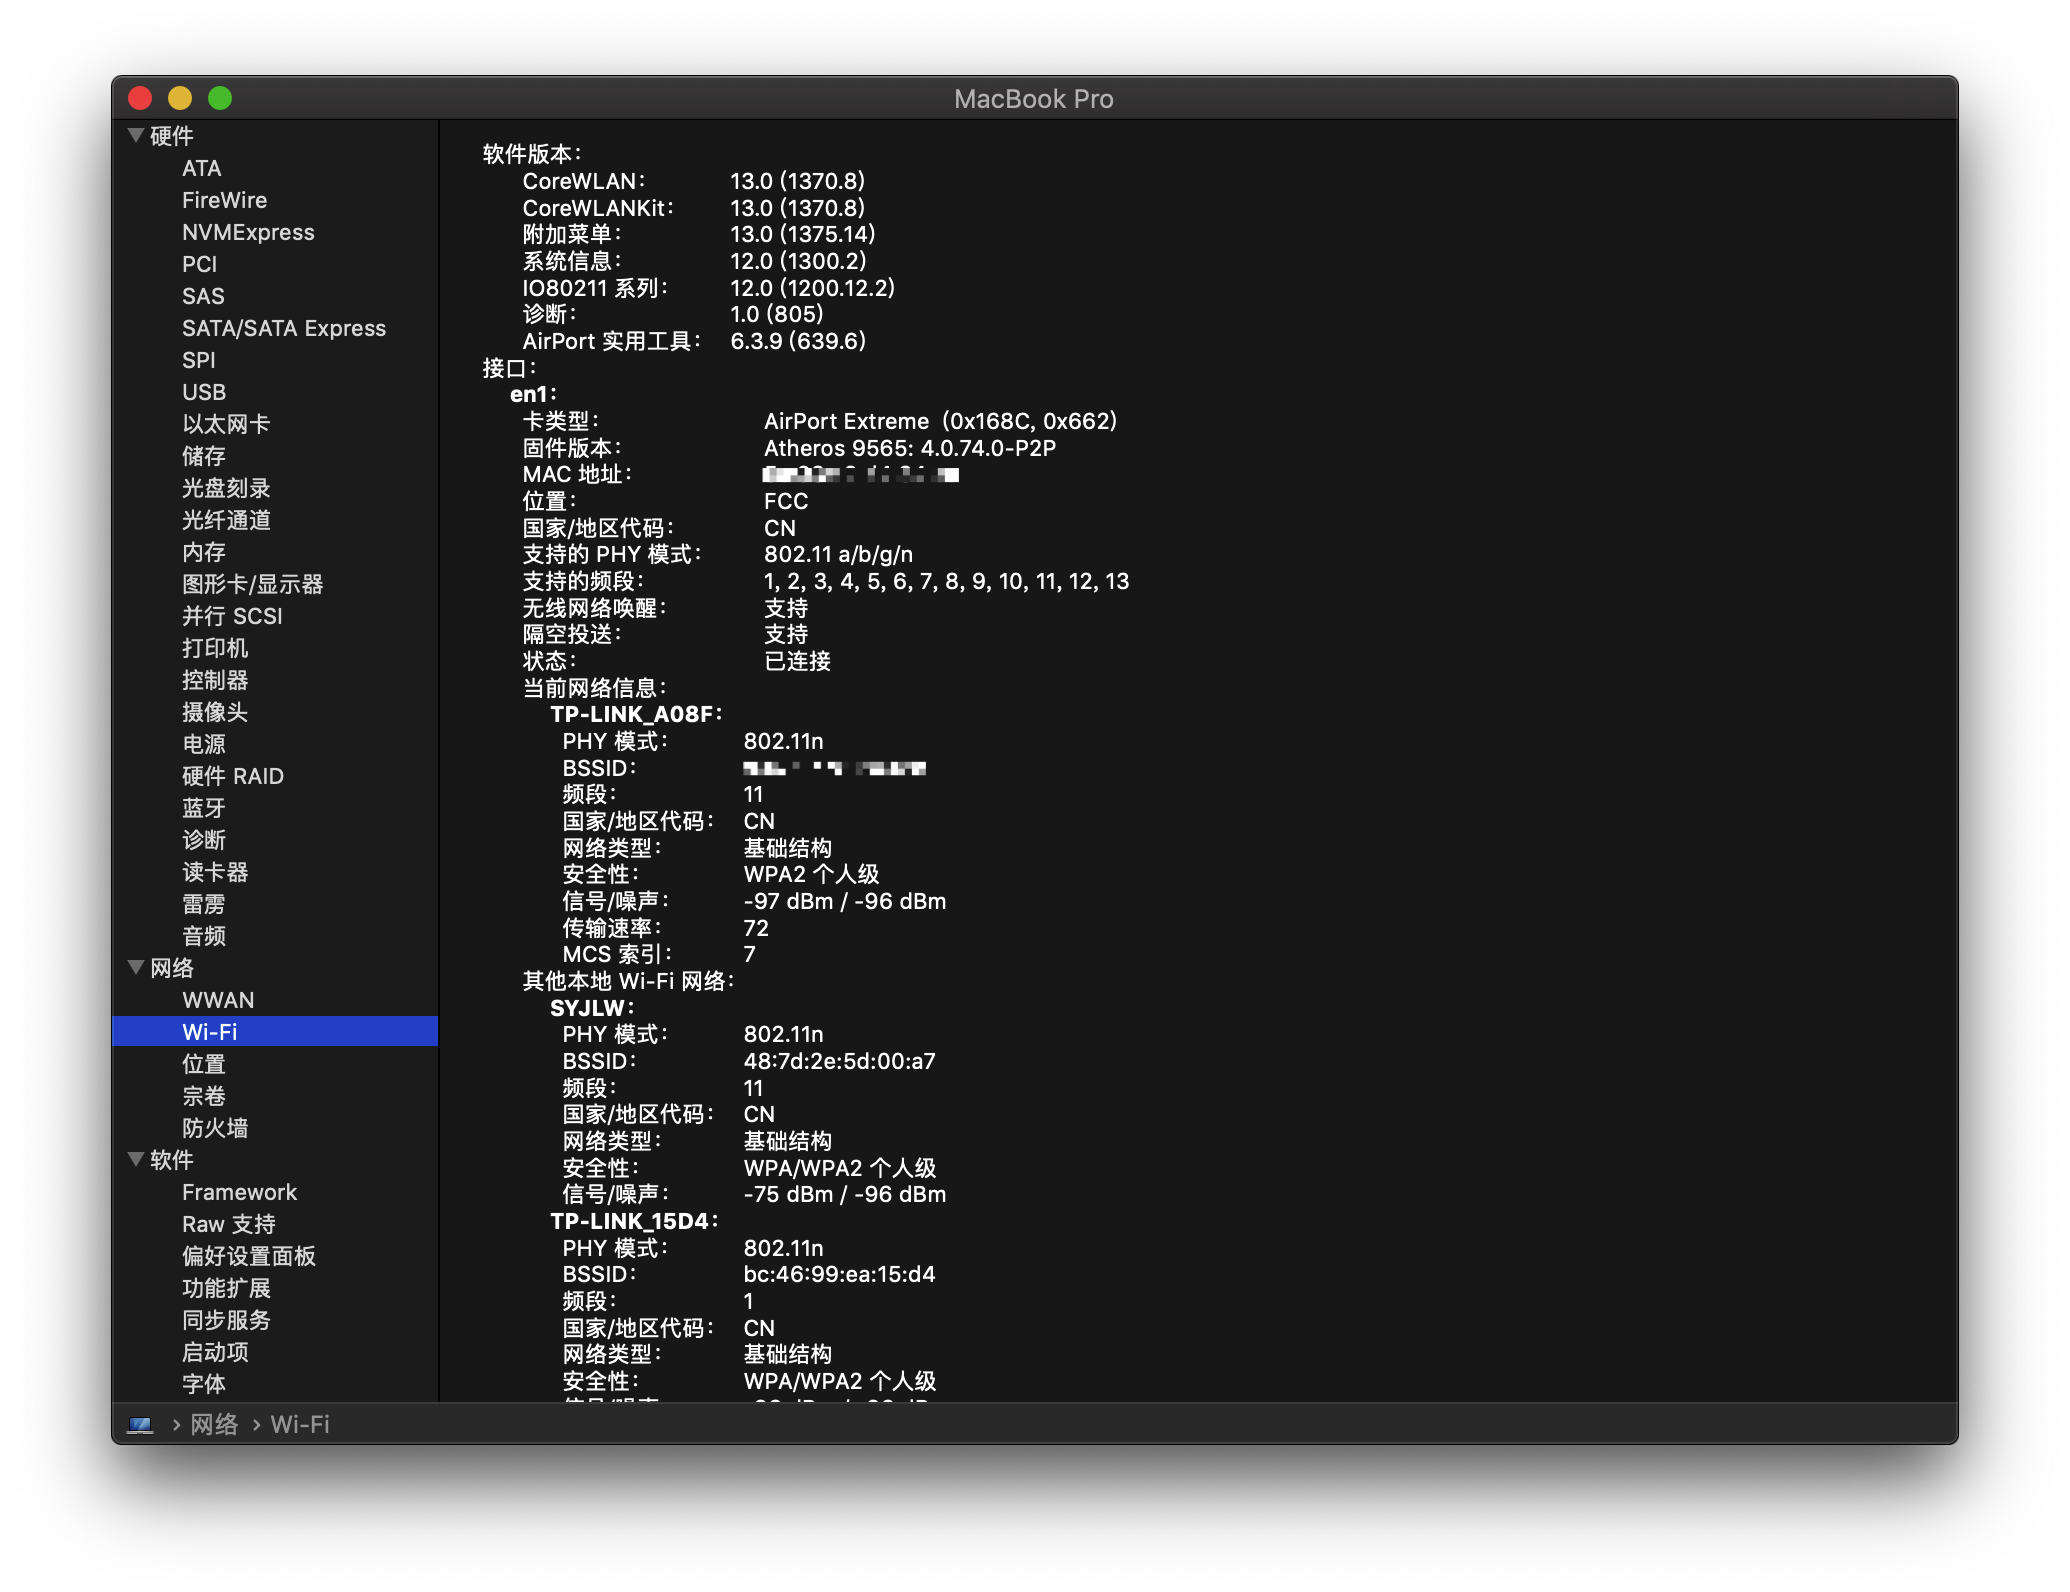 MacBook Pro
硬件
ATA
FireWire
NVMExpress
PCI
SAS
SATA/SATA Express
SPI
USB
以太网卡
储存
光盘刻录
光纤通道
内存
图形卡/显示器
并行 SCSI
打印机
控制器
摄像头
电源
硬件 RAID
蓝牙
诊断
读卡器
雷雳
音频
网络
WWAN
Wi-Fi
位置
宗卷
防火墙
软件
Framework
Raw 支持
偏好设置面板
功能扩展
同步服务
启动项
字体
软件版本：
CoreWLAN： 13.0 (1370.8)
CoreWLANKit： 13.0 (1370.8)
附加菜单： 13.0 (1375.14)
系统信息： 12.0 (1300.2)
IO80211 系列： 12.0 (1200.12.2)
诊断： 1.0 (805)
AirPort 实用工具： 6.3.9 (639.6)
接口：
en1：
卡类型： AirPort Extreme (0x168C, 0x662)
固件版本： Atheros 9565: 4.0.74.0-P2P
MAC 地址：
位置： FCC
国家/地区代码： CN
支持的 PHY 模式： 802.11 a/b/g/n
支持的频段： 1, 2, 3, 4, 5, 6, 7, 8, 9, 10, 11, 12, 13
无线网络唤醒： 支持
隔空投送： 支持
状态： 已连接
当前网络信息：
TP-LINK_A08F：
PHY 模式： 802.11n
BSSID：
频段： 11
国家/地区代码： CN
网络类型： 基础结构
安全性： WPA2 个人级
信号/噪声： -97 dBm / -96 dBm
传输速率： 72
MCS 索引： 7
其他本地 Wi-Fi 网络：
SYJLW：
PHY 模式： 802.11n
BSSID： 48:7d:2e:5d:00:a7
频段： 11
国家/地区代码： CN
网络类型： 基础结构
安全性： WPA/WPA2 个人级
信号/噪声： -75 dBm / -96 dBm
TP-LINK_15D4：
PHY 模式： 802.11n
BSSID： bc:46:99:ea:15:d4
频段： 1
国家/地区代码： CN
网络类型： 基础结构
安全性： WPA/WPA2 个人级
› 网络 › Wi-Fi